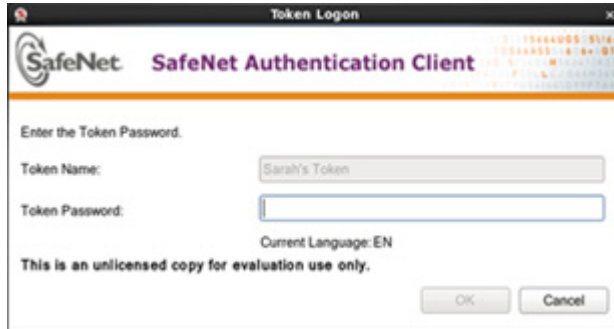 Token Logon
SafeNet. SafeNet Authentication Client
Enter the Token Password.
Token Name: Sarah's Token
Token Password:
Current Language: EN
This is an unlicensed copy for evaluation use only.
OK Cancel